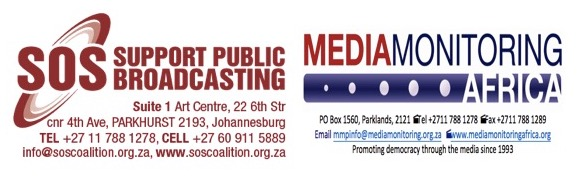 SOS SUPPORT PUBLIC
BROADCASTING
Suite 1 Art Centre, 22 6th Str
cnr 4th Ave, PARKHURST 2193, Johannesburg
TEL +27 11 788 1278, CELL +27 60 911 5889
info@soscoalition.org.za, www.soscoalition.org.za
MEDIAMONITORING
AFRICA
PO Box 1560, Parklands, 2121 Tel +2711 788 1278 Fax +2711 788 1289
Email mmpinfo@mediamonitoring.org.za www.mediamonitoringafrica.org
Promoting democracy through the media since 1993